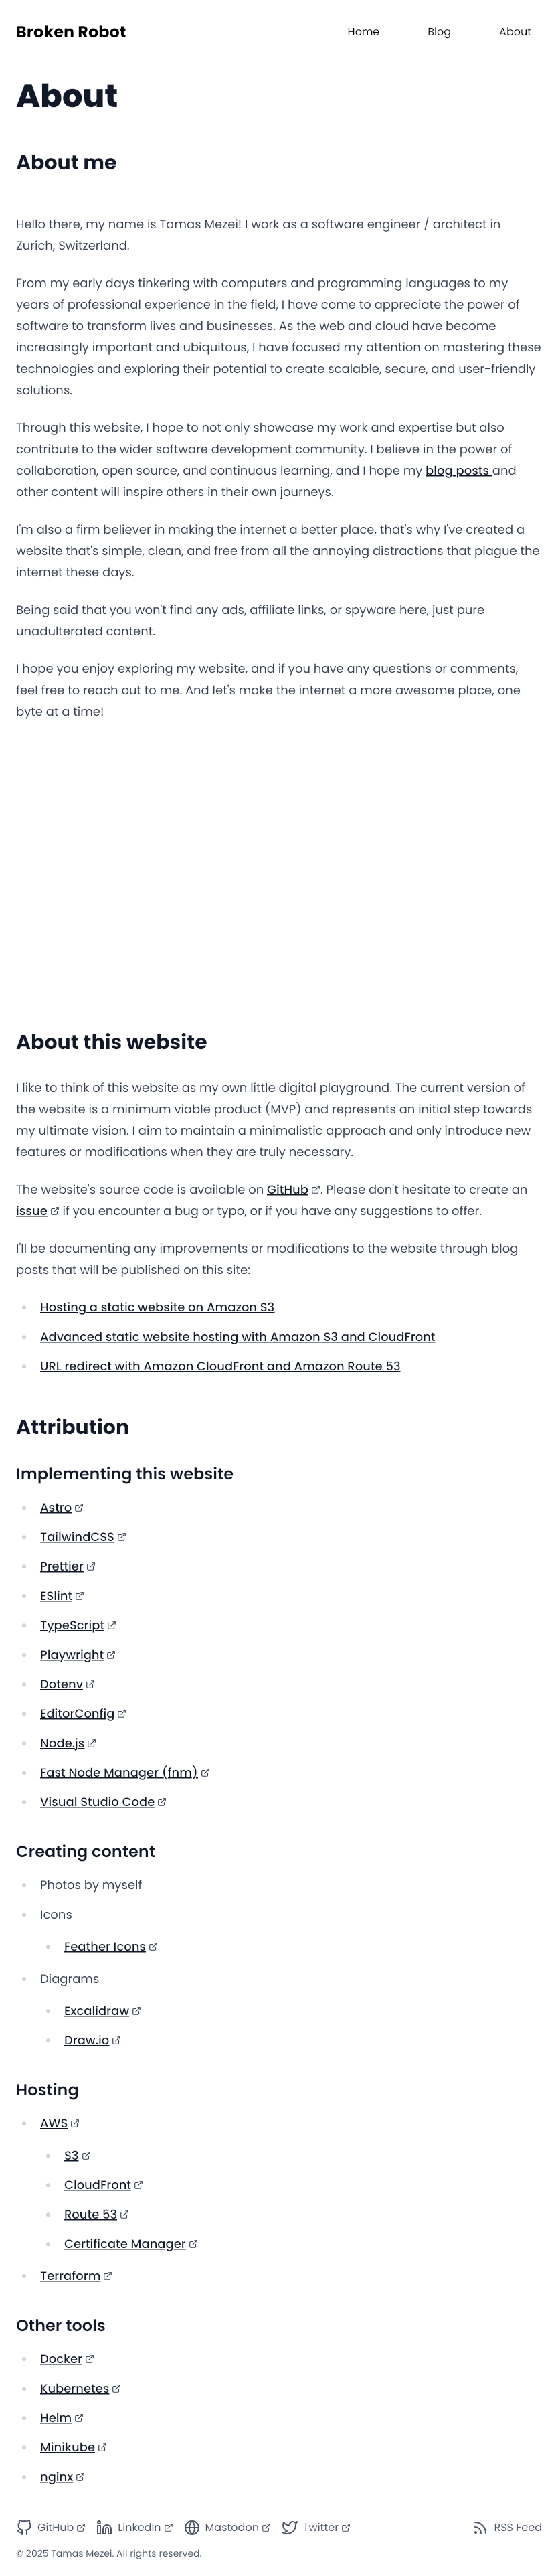 Broken Robot
Home
Blog
About
About
About me
Hello there, my name is Tamas Mezei! I work as a software engineer / architect in
Zurich, Switzerland.
From my early days tinkering with computers and programming languages to my
years of professional experience in the field, I have come to appreciate the power of
software to transform lives and businesses. As the web and cloud have become
increasingly important and ubiquitous, I have focused my attention on mastering these
technologies and exploring their potential to create scalable, secure, and user-friendly
solutions.
Through this website, I hope to not only showcase my work and expertise but also
contribute to the wider software development community. I believe in the power of
collaboration, open source, and continuous learning, and I hope my blog posts and
other content will inspire others in their own journeys.
I'm also a firm believer in making the internet a better place, that's why I've created a
website that's simple, clean, and free from all the annoying distractions that plague the
internet these days.
Being said that you won't find any ads, affiliate links, or spyware here, just pure
unadulterated content.
I hope you enjoy exploring my website, and if you have any questions or comments,
feel free to reach out to me. And let's make the internet a more awesome place, one
byte at a time!
About this website
I like to think of this website as my own little digital playground. The current version of
the website is a minimum viable product (MVP) and represents an initial step towards
my ultimate vision. I aim to maintain a minimalistic approach and only introduce new
features or modifications when they are truly necessary.
The website's source code is available on GitHub. Please don't hesitate to create an
issue if you encounter a bug or typo, or if you have any suggestions to offer.
I'll be documenting any improvements or modifications to the website through blog
posts that will be published on this site:
Hosting a static website on Amazon S3
Advanced static website hosting with Amazon S3 and CloudFront
URL redirect with Amazon CloudFront and Amazon Route 53
Attribution
Implementing this website
Astro
TailwindCSS
Prettier
ESlint
TypeScript
Playwright
Dotenv
EditorConfig
Node.js
Fast Node Manager (fnm)
Visual Studio Code
Creating content
Photos by myself
Icons
Feather Icons
Diagrams
Excalidraw
Draw.io
Hosting
AWS
S3
CloudFront
Route 53
Certificate Manager
Terraform
Other tools
Docker
Kubernetes
Helm
Minikube
nginx
GitHub
LinkedIn
Mastodon
Twitter
RSS Feed
© 2025 Tamas Mezei. All rights reserved.